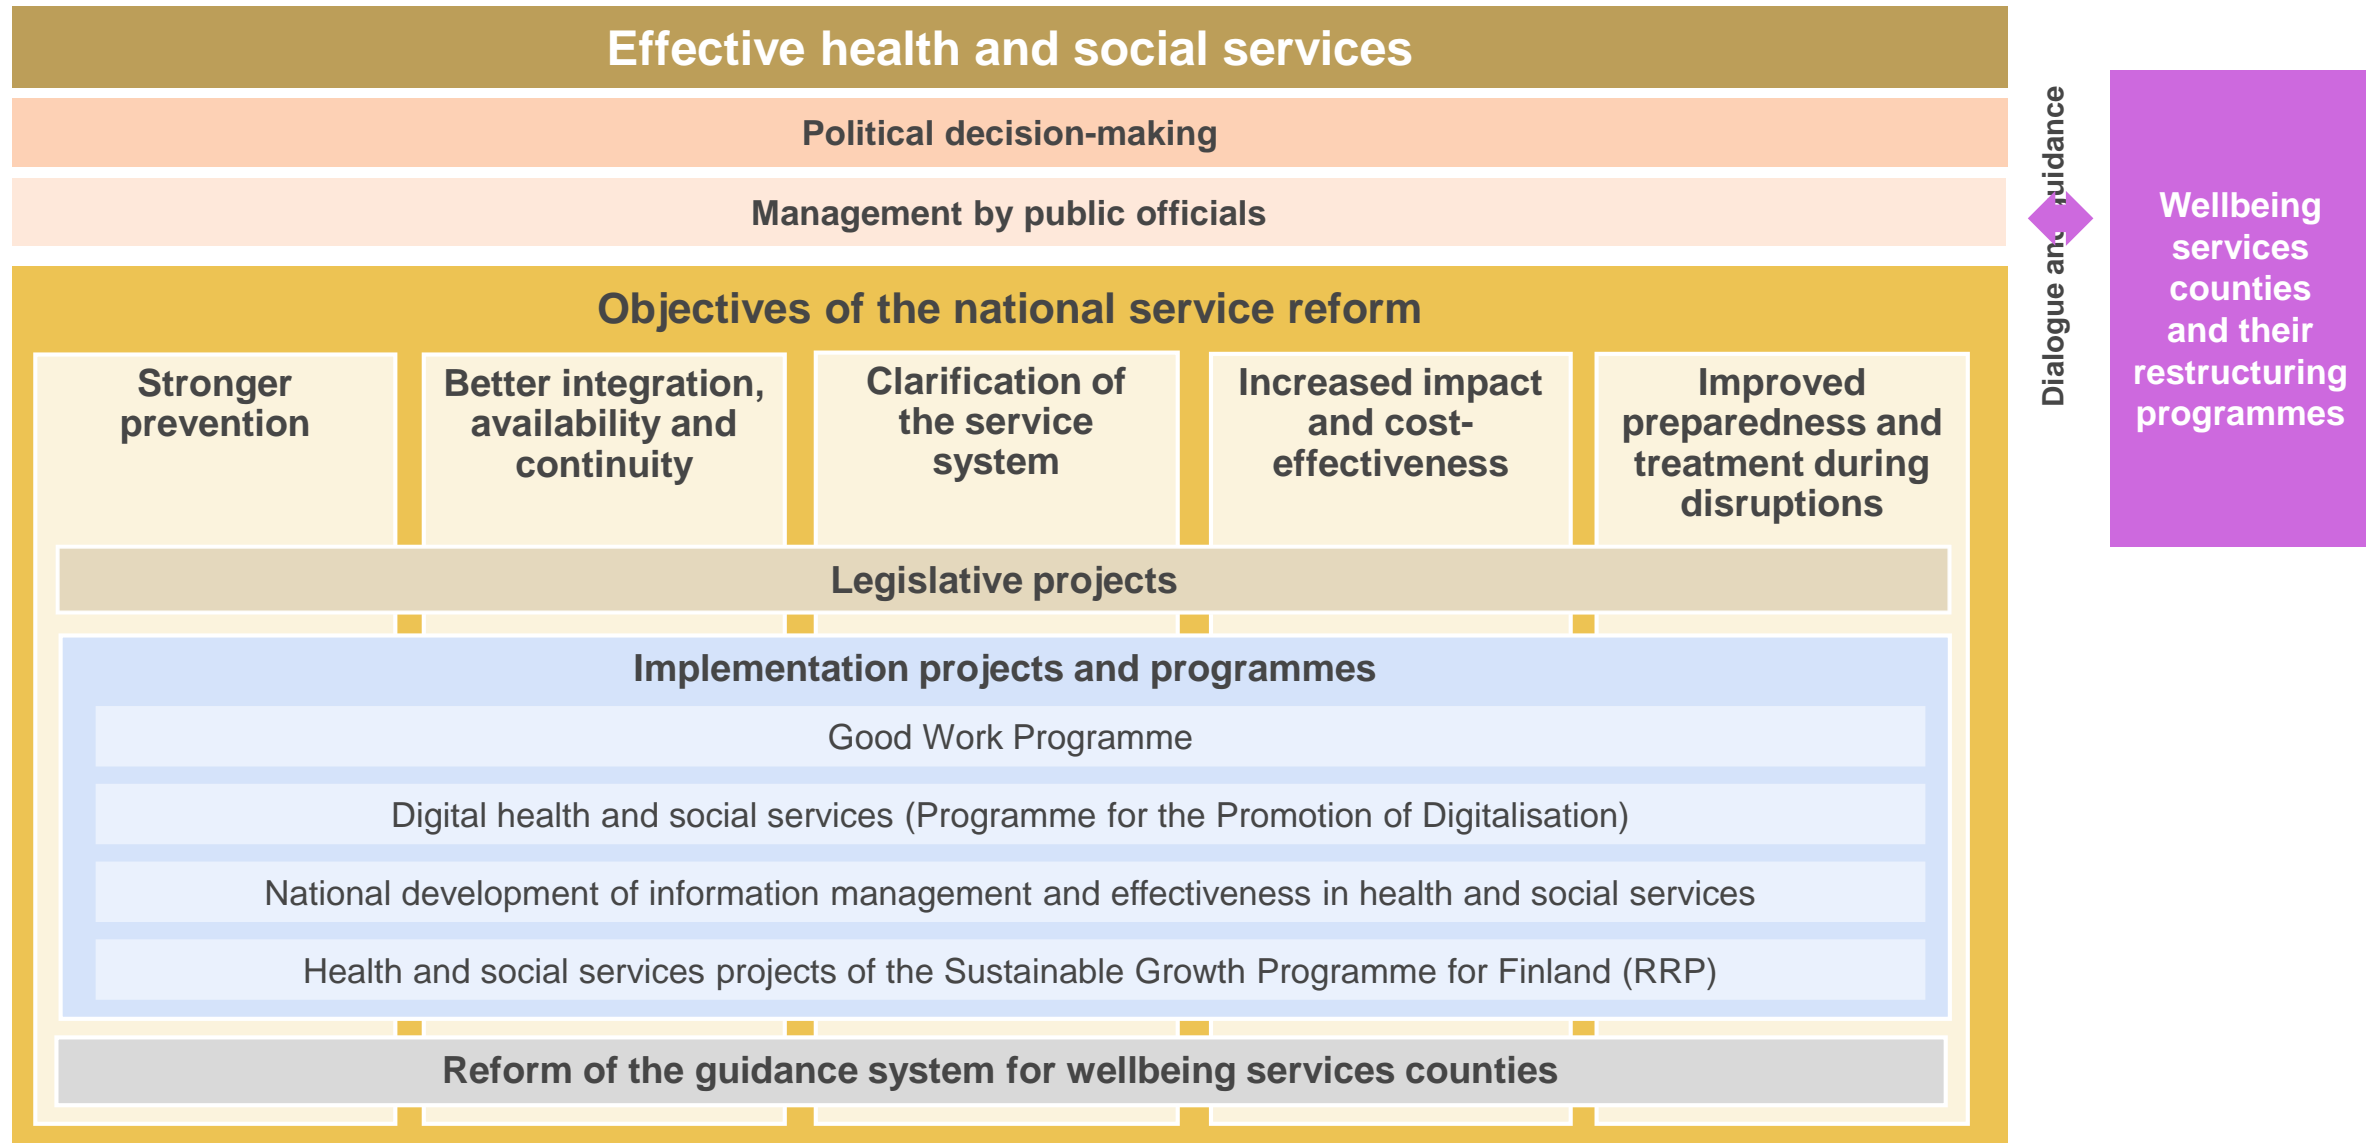 Effective health and social services
Political decision-making
Management by public officials
Objectives of the national service reform
Stronger
prevention
Better integration,
availability and
continuity
Clarification of
the service
system
Increased impact
and cost-
effectiveness
Improved
preparedness and
treatment during
disruptions
Legislative projects
Implementation projects and programmes
Good Work Programme
Digital health and social services (Programme for the Promotion of Digitalisation)
National development of information management and effectiveness in health and social services
Health and social services projects of the Sustainable Growth Programme for Finland (RRP)
Reform of the guidance system for wellbeing services counties
Dialogue and guidance
Wellbeing
services
counties
and their
restructuring
programmes